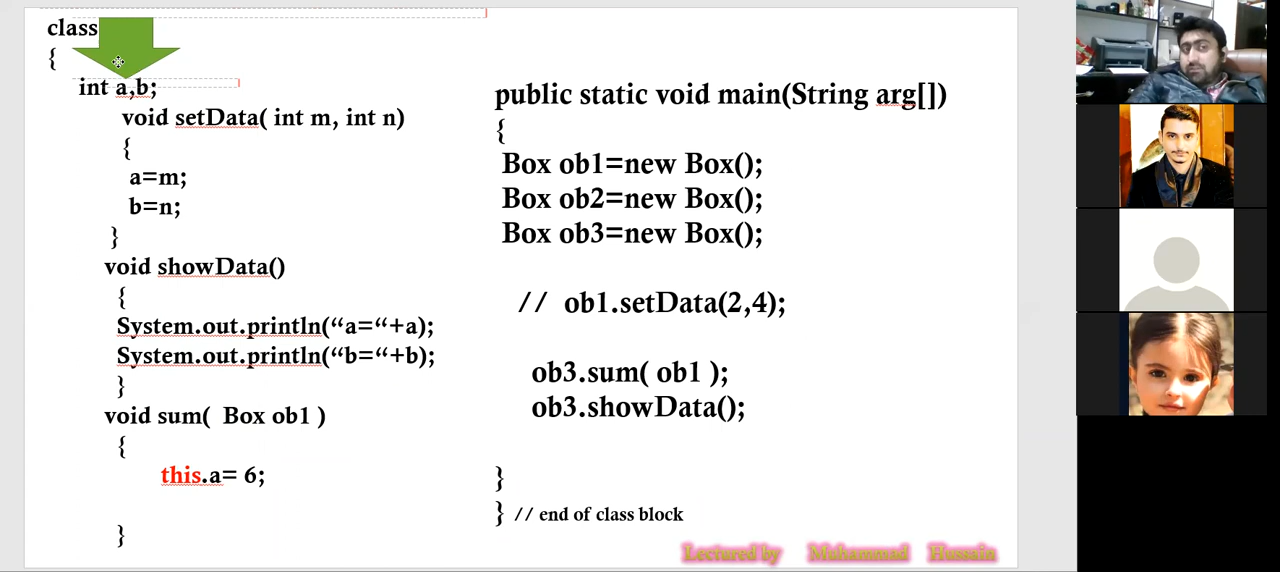 class
{
int a,b;
void setData( int m, int n)
{
a=m;
b=n;
}
void showData()
{
System.out.println(“a=“+a);
System.out.println(“b=“+b);
}
void sum( Box ob1 )
{
this.a= 6;
}
public static void main(String arg[])
{
Box ob1=new Box();
Box ob2=new Box();
Box ob3=new Box();
// ob1.setData(2,4);
ob3.sum( ob1 );
ob3.showData();
}
} // end of class block
Lectured by Muhammad Hussain